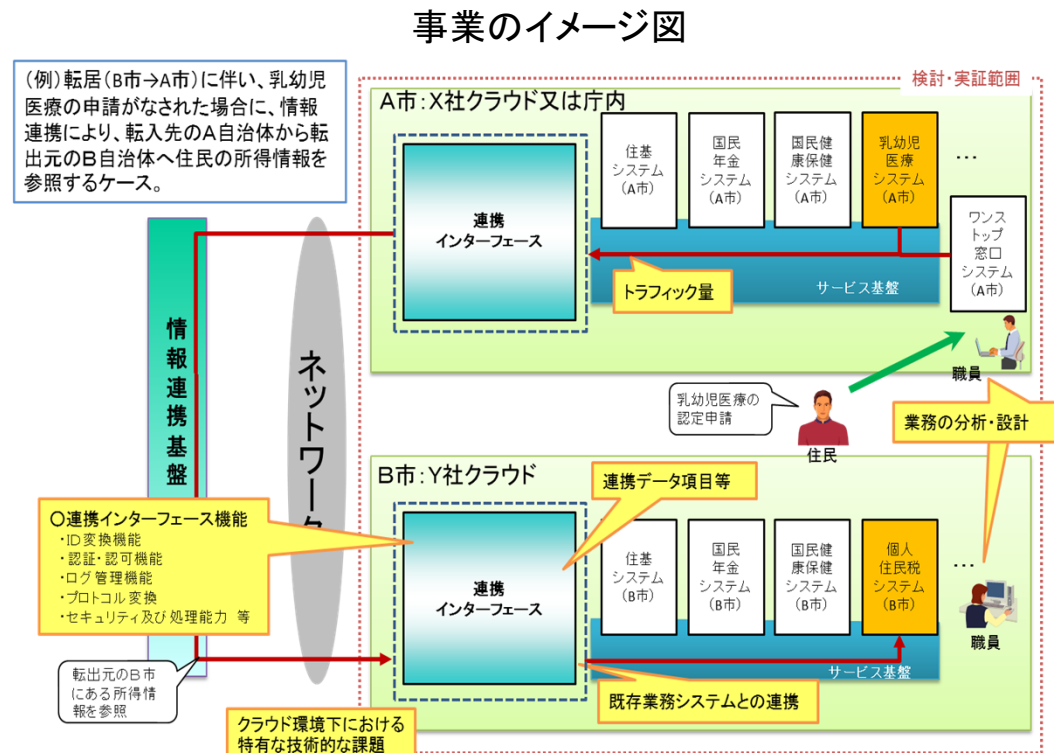 事業のイメージ図
(例)転居(B市→A市)に伴い、乳幼児
医療の申請がなされた場合に、情報
連携により、転入先のA自治体から転
出元のB自治体へ住民の所得情報を
参照するケース。
検討・実証範囲
A市:X社クラウド又は庁内
連携
インターフェース
住基
システム
(A市)
国民
年金
システム
(A市)
国民健
康保健
システム
(A市)
乳幼児
医療
システム
(A市)
…
ワンス
トップ
窓口
システム
(A市)
トラフィック量
サービス基盤
職員
情報連携基盤
ネットワーク
乳幼児医療の
認定申請
住民
業務の分析・設計
B市:Y社クラウド
連携データ項目等
連携
インターフェース
住基
システム
(B市)
国民
年金
システム
(B市)
国民健
康保健
システム
(B市)
個人
住民税
システム
(B市)
…
職員
サービス基盤
〇連携インターフェース機能
・ID変換機能
・認証・認可機能
・ログ管理機能
・プロトコル変換
・セキュリティ及び処理能力 等
転出元のB市
にある所得情
報を参照
既存業務システムとの連携
クラウド環境下における
特有な技術的な課題